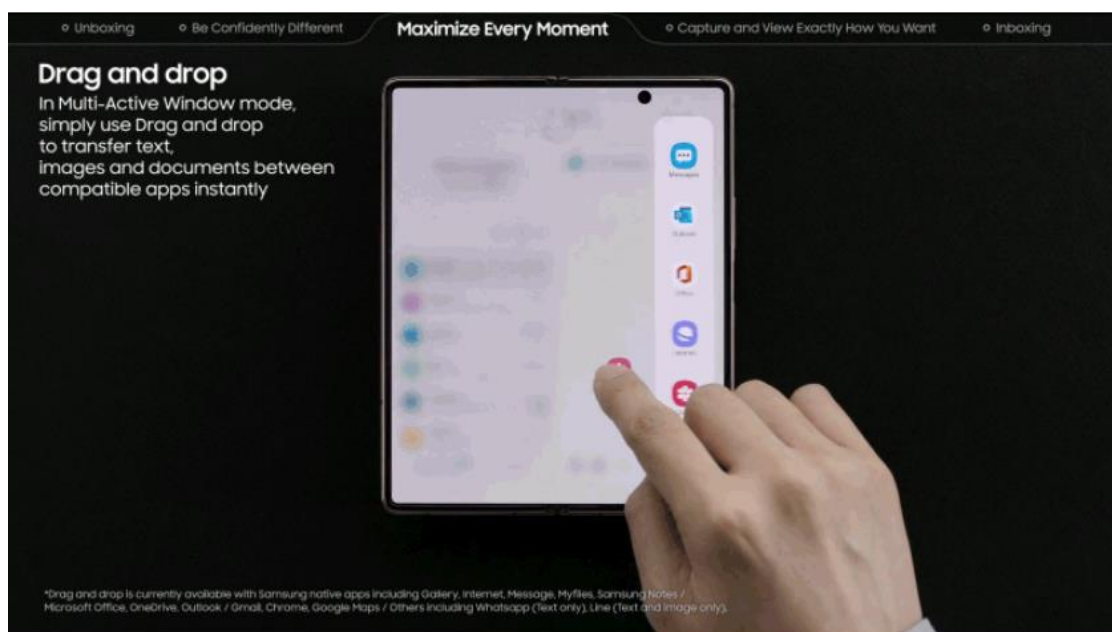 Unboxing
Be Confidently Different
Maximize Every Moment
Capture and View Exactly How You Want
Inboxing
Drag and drop
In Multi-Active Window mode,
simply use Drag and drop
to transfer text,
images and documents between
compatible apps instantly
Messages
Outlook
Office
*Drag and drop is currently available with Samsung native apps including Gallery, Internet, Message, Myfiles, Samsung Notes /
Microsoft Office, OneDrive, Outlook / Gmail, Chrome, Google Maps / Others including Whatsapp (Text only), Line (Text and Image only).